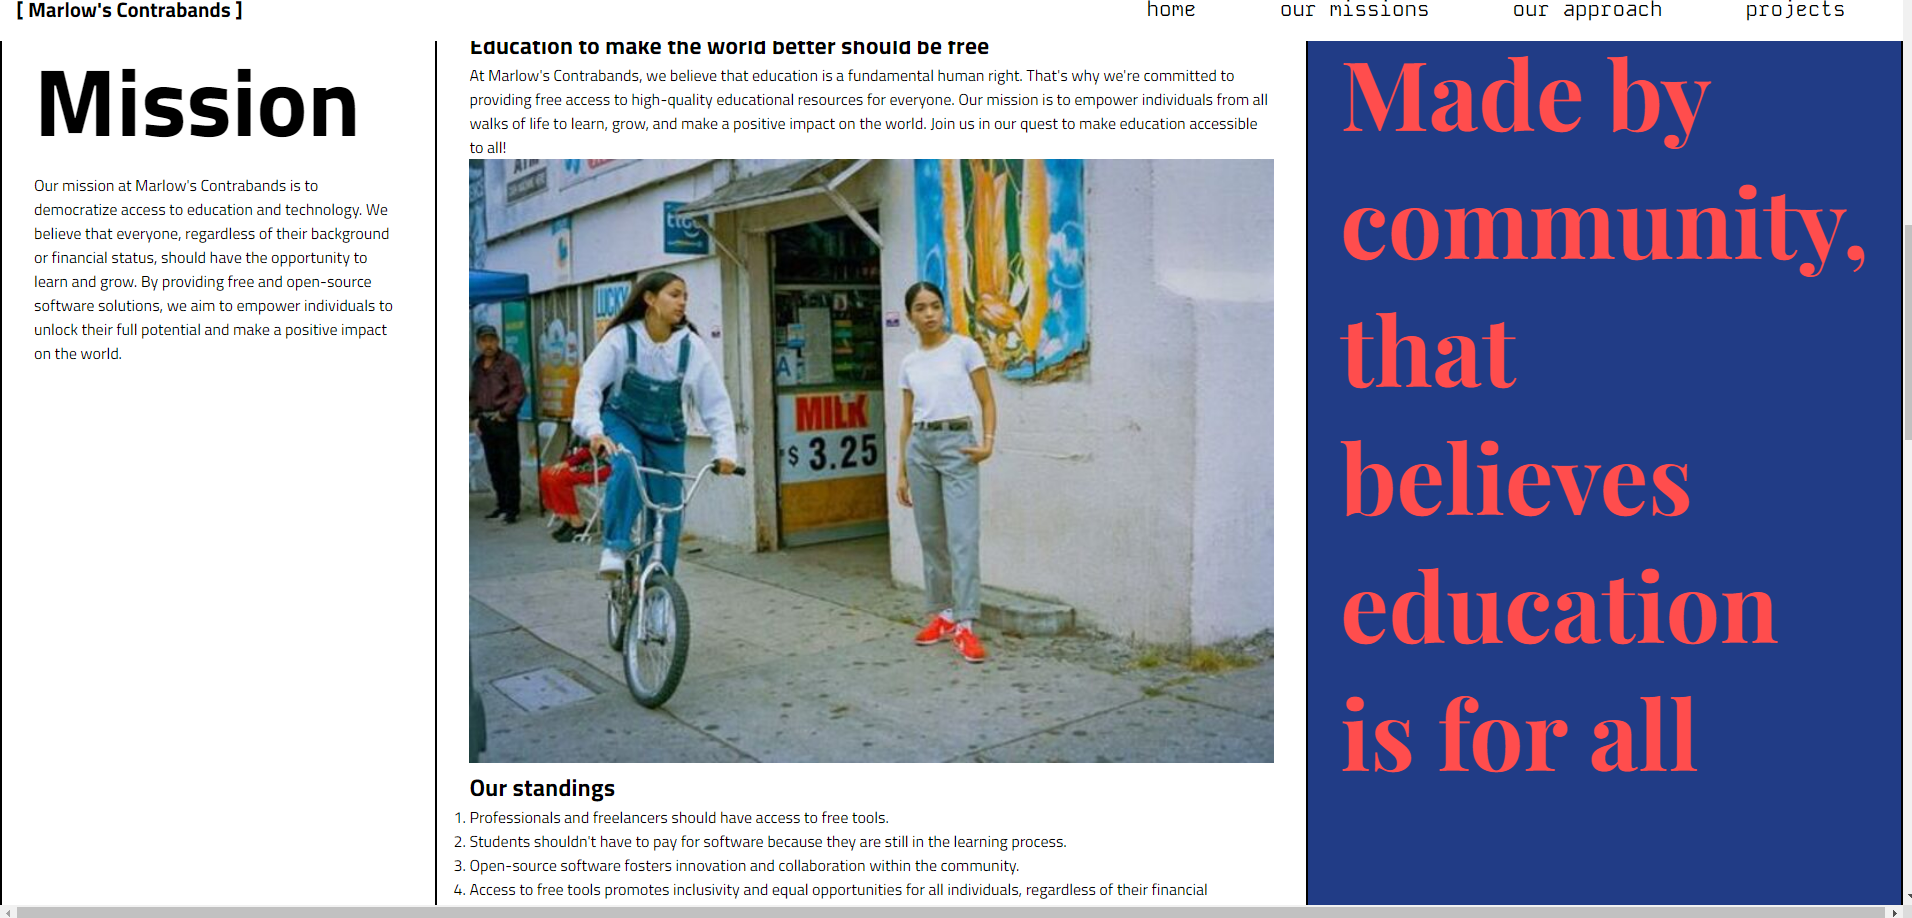 [ Marlow's Contrabands ]
home our missions our approach projects
Mission
Our mission at Marlow's Contrabands is to
democratize access to education and technology. We
believe that everyone, regardless of their background
or financial status, should have the opportunity to
learn and grow. By providing free and open-source
software solutions, we aim to empower individuals to
unlock their full potential and make a positive impact
on the world.
Education to make the world better should be free
At Marlow's Contrabands, we believe that education is a fundamental human right. That's why we're committed to
providing free access to high-quality educational resources for everyone. Our mission is to empower individuals from all
walks of life to learn, grow, and make a positive impact on the world. Join us in our quest to make education accessible
to all!
ATM
LUCKY
MILK
$ 3.25
Our standings
1. Professionals and freelancers should have access to free tools.
2. Students shouldn't have to pay for software because they are still in the learning process.
3. Open-source software fosters innovation and collaboration within the community.
4. Access to free tools promotes inclusivity and equal opportunities for all individuals, regardless of their financial
Made by
community,
that
believes
education
is for all